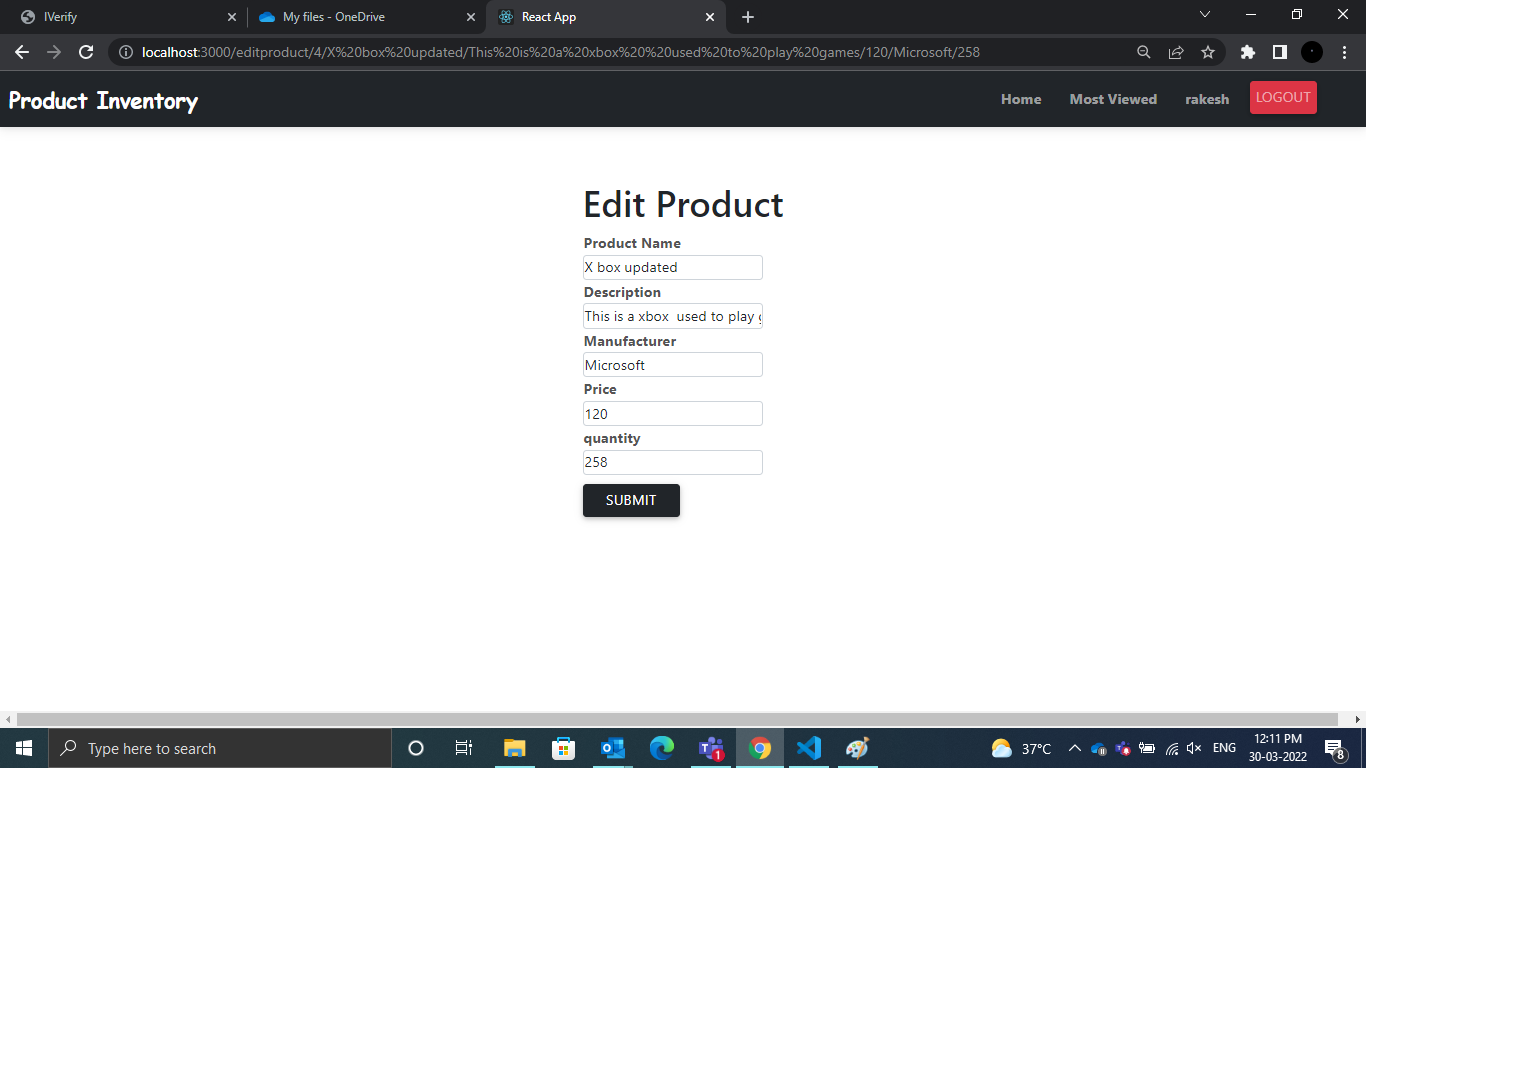 IVerify
My files - OneDrive
React App
localhost:3000/editproduct/4/X%20box%20updated/This%20is%20a%20xbox%20%20used%20to%20play%20games/120/Microsoft/258
Product Inventory
Home
Most Viewed
rakesh
LOGOUT
Edit Product
Product Name
X box updated
Description
This is a xbox  used to play g
Manufacturer
Microsoft
Price
120
quantity
258
SUBMIT
Type here to search
1
37°C
ENG
12:11 PM
30-03-2022
8